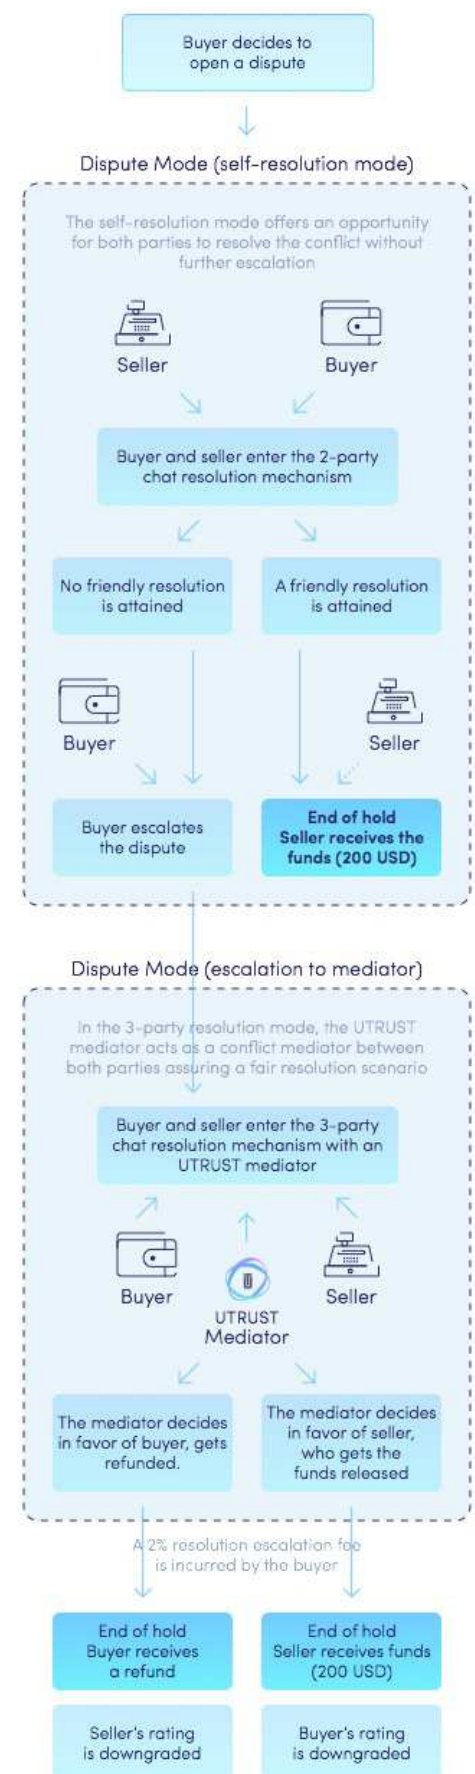 Buyer decides to
open a dispute
Dispute Mode (self-resolution mode)
The self-resolution mode offers an opportunity
for both parties to resolve the conflict without
further escalation
Seller
Buyer
Buyer and seller enter the 2-party
chat resolution mechanism
No friendly resolution
is attained
A friendly resolution
is attained
Buyer
Seller
Buyer escalates
the dispute
End of hold
Seller receives the
funds (200 USD)
Dispute Mode (escalation to mediator)
In the 3-party resolution mode, the UTRUST
mediator acts as a conflict mediator between
both parties assuring a fair resolution scenario
Buyer and seller enter the 3-party
chat resolution mechanism with an
UTRUST mediator
Buyer
UTRUST
Mediator
Seller
The mediator decides
in favor of buyer, gets
refunded.
The mediator decides
in favor of seller,
who gets the
funds released
A 2% resolution escalation fee
is incurred by the buyer
End of hold
Buyer receives
a refund
End of hold
Seller receives funds
(200 USD)
Seller's rating
is downgraded
Buyer's rating
is downgraded